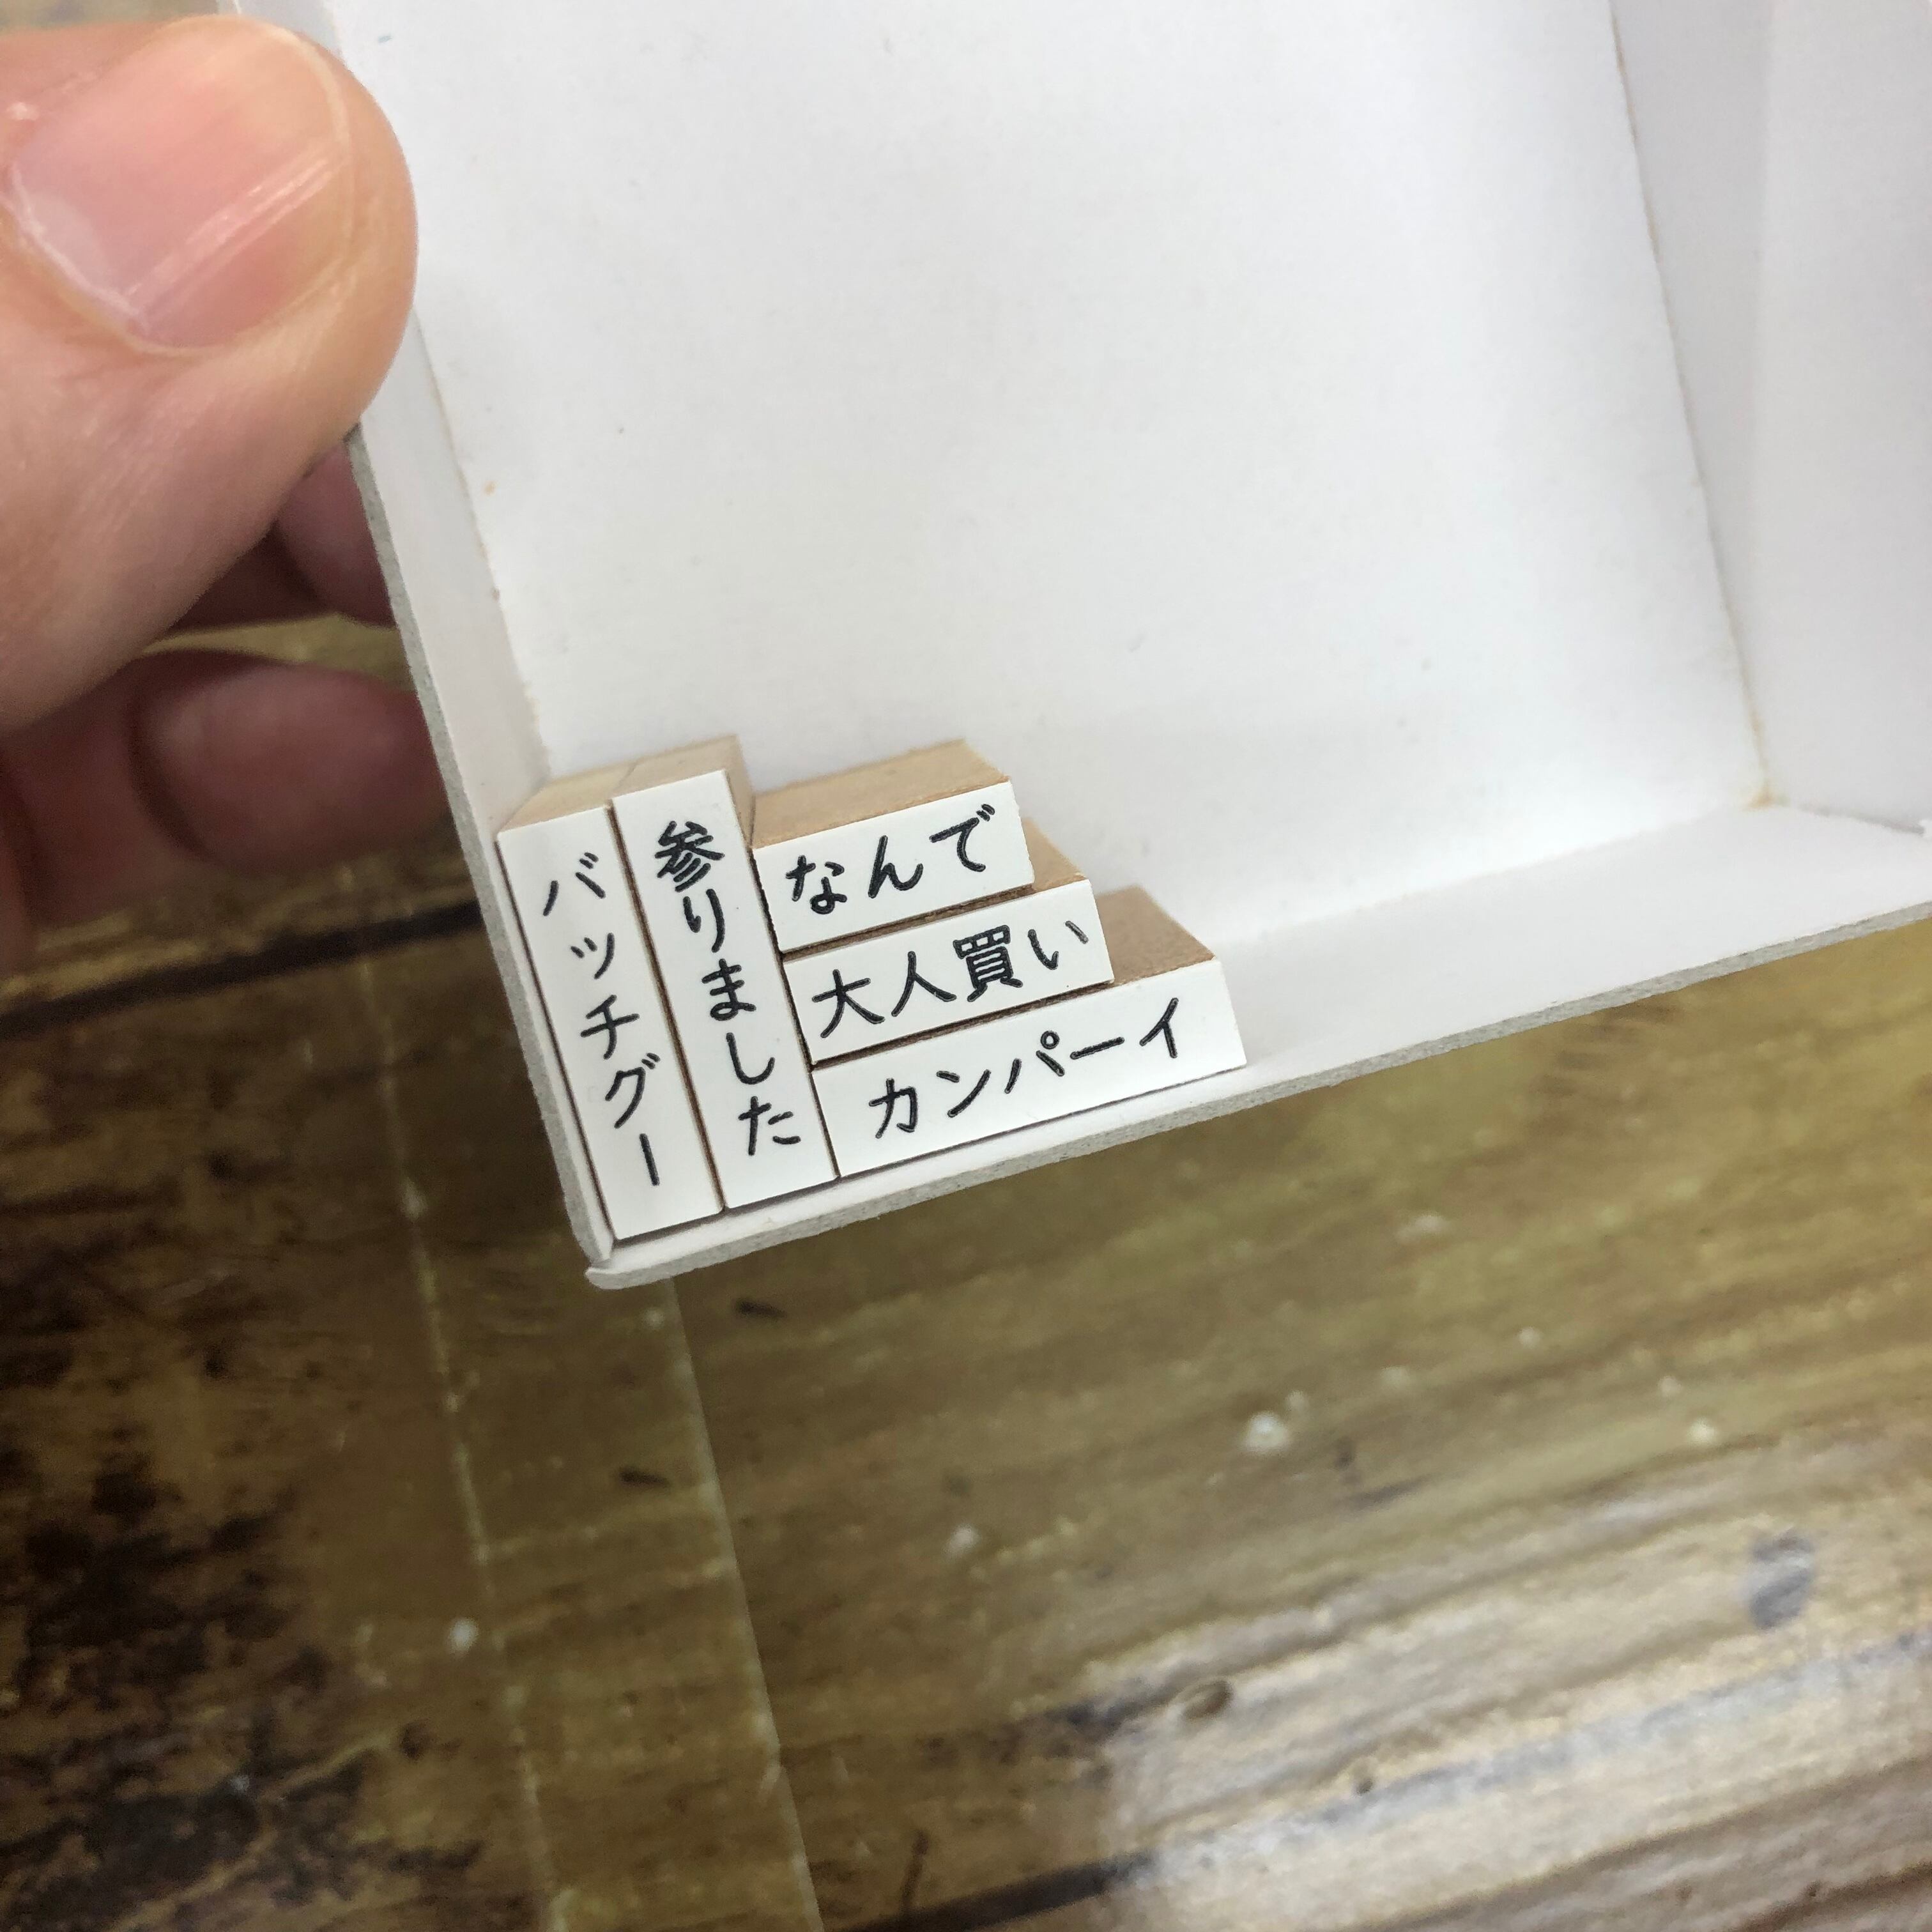 バッチグー
参りました
なんで
大人買い
カンパーイ